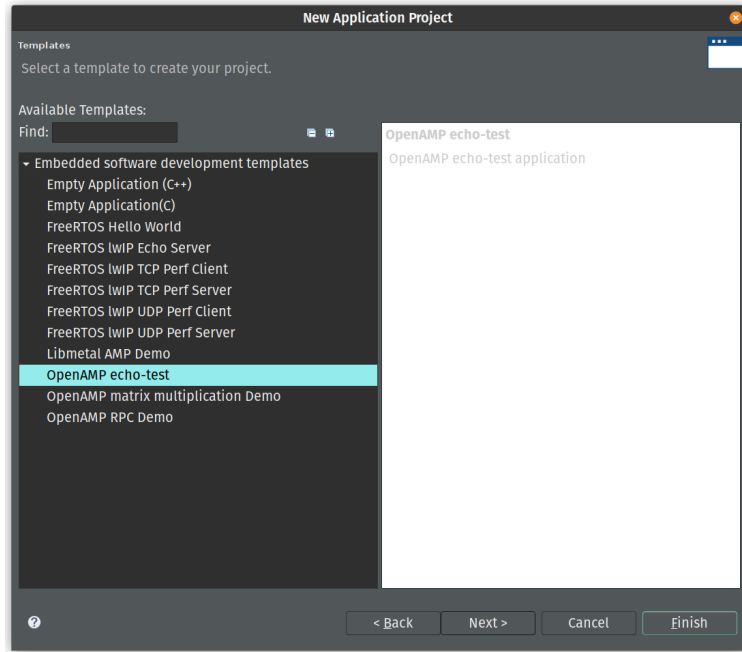 New Application Project
Templates
Select a template to create your project.
Available Templates:
Find:
Embedded software development templates
Empty Application (C++)
Empty Application(C)
FreeRTOS Hello World
FreeRTOS lwIP Echo Server
FreeRTOS lwIP TCP Perf Client
FreeRTOS lwIP TCP Perf Server
FreeRTOS lwIP UDP Perf Client
FreeRTOS lwIP UDP Perf Server
Libmetal AMP Demo
OpenAMP echo-test
OpenAMP matrix multiplication Demo
OpenAMP RPC Demo
OpenAMP echo-test
OpenAMP echo-test application
?
< Back
Next >
Cancel
Finish